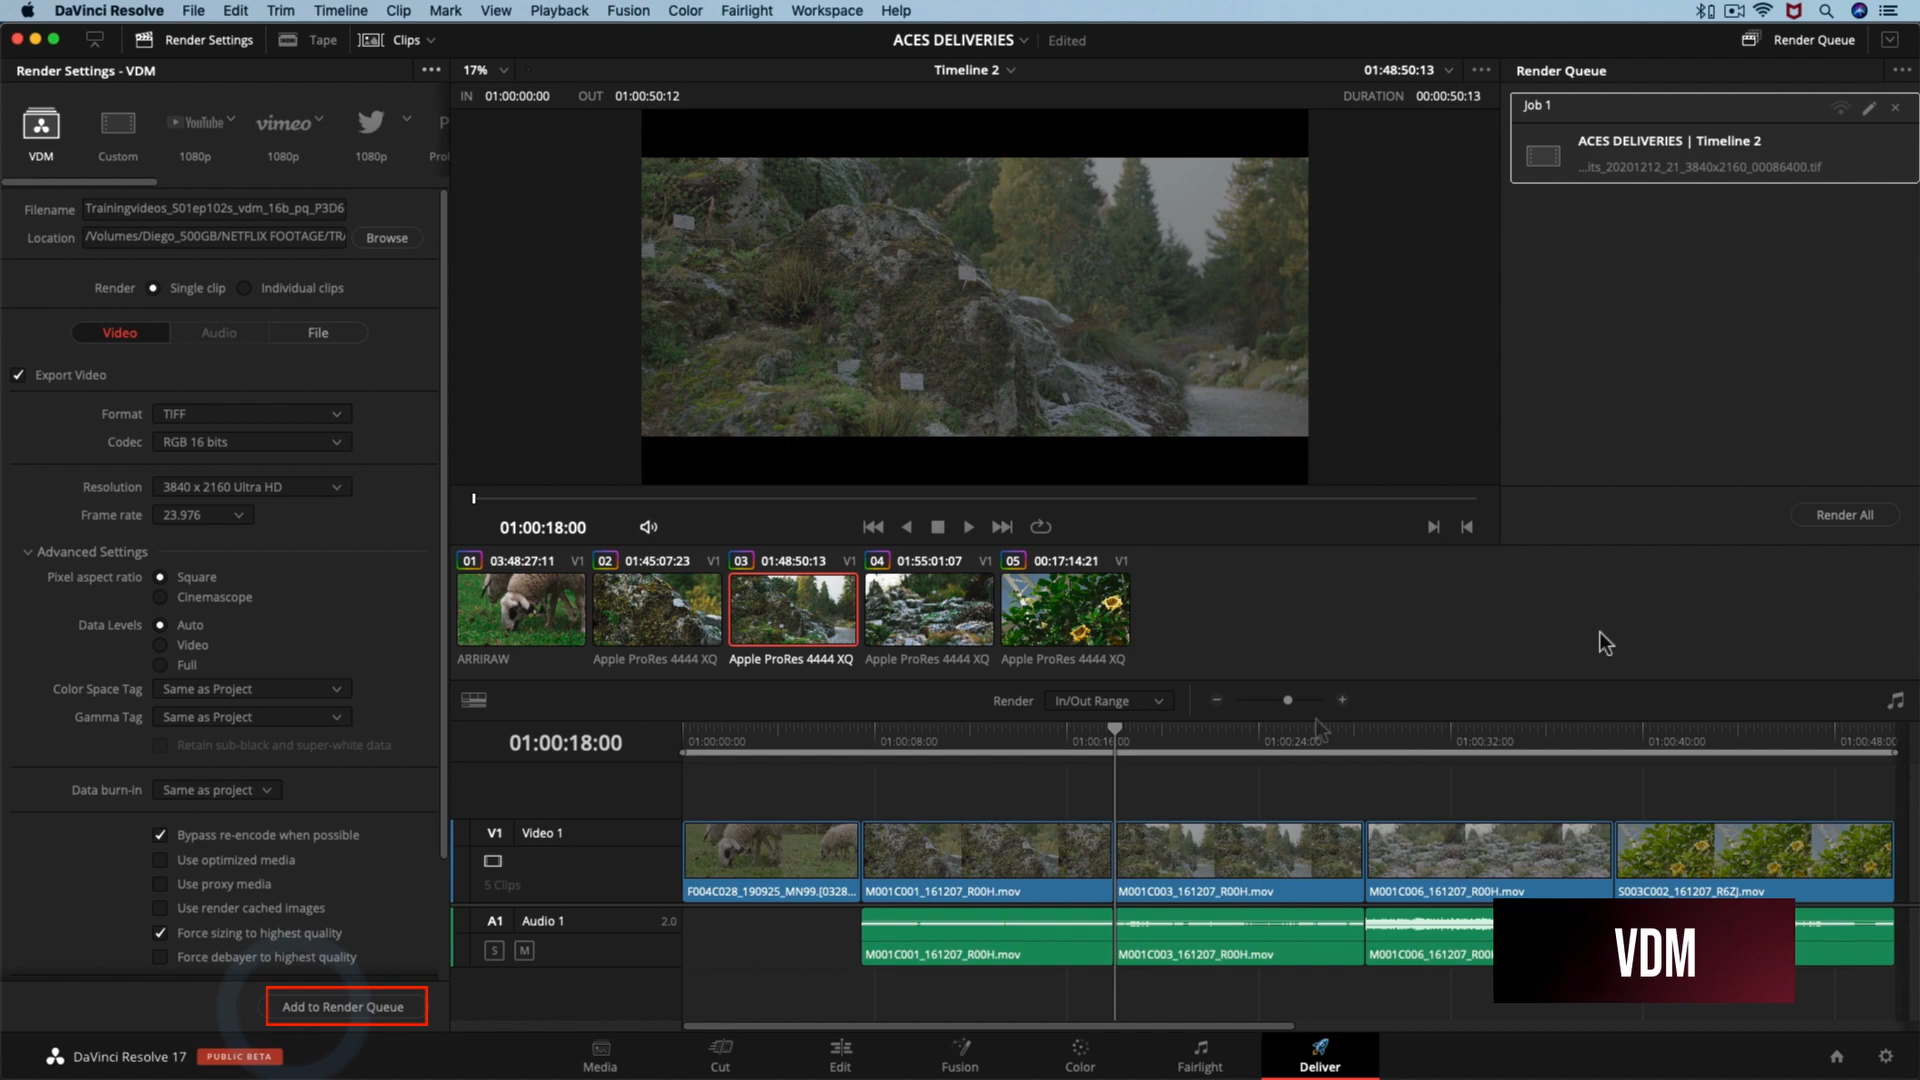 DaVinci Resolve File Edit Trim Timeline Clip Mark View Playback Fusion Color Fairlight Workspace Help
Render Settings Tape Clips ACES DELIVERIES Edited Render Queue
Render Settings - VDM 17% Timeline 2 01:48:50:13 Render Queue
IN 01:00:00:00 OUT 01:00:50:12 DURATION 00:00:50:13
Job 1
ACES DELIVERIES | Timeline 2
...its_20201212_21_3840x2160_00086400.tif
YouTube vimeo
VDM Custom 1080p 1080p 1080p
Filename Trainingvideos_S01ep102s_vdm_16b_pq_P3D6
Location /Volumes/Diego_500GB/NETFLIX FOOTAGE/TRA Browse
Render Single clip Individual clips
Video Audio File
Export Video
Format TIFF
Codec RGB 16 bits
Resolution 3840 x 2160 Ultra HD
Frame rate 23.976
Advanced Settings
Pixel aspect ratio Square
Cinemascope
Data Levels Auto
Video
Full
Color Space Tag Same as Project
Gamma Tag Same as Project
Retain sub-black and super-white data
Data burn-in Same as project
Bypass re-encode when possible
Use optimized media
Use proxy media
Use render cached images
Force sizing to highest quality
Force debayer to highest quality
Add to Render Queue
Render All
01:00:18:00
01 03:48:27:11 V1 02 01:45:07:23 V1 03 01:48:50:13 V1 04 01:55:01:07 V1 05 00:17:14:21 V1
ARRIRAW Apple ProRes 4444 XQ Apple ProRes 4444 XQ Apple ProRes 4444 XQ Apple ProRes 4444 XQ
Render In/Out Range
01:00:18:00 01:00:00:00 01:00:08:00 01:00:16:00 01:00:24:00 01:00:32:00 01:00:40:00 01:00:48:00
V1 Video 1
5 Clips
F004C028_190925_MN99.[0328... M001C001_161207_R00H.mov M001C003_161207_R00H.mov M001C006_161207_R00H.mov S003C002_161207_R6ZJ.mov
A1 Audio 1 2.0
S M
M001C001_161207_R00H.mov M001C003_161207_R00H.mov M001C006_161207_R00H
VDM
DaVinci Resolve 17 PUBLIC BETA
Media Cut Edit Fusion Color Fairlight Deliver